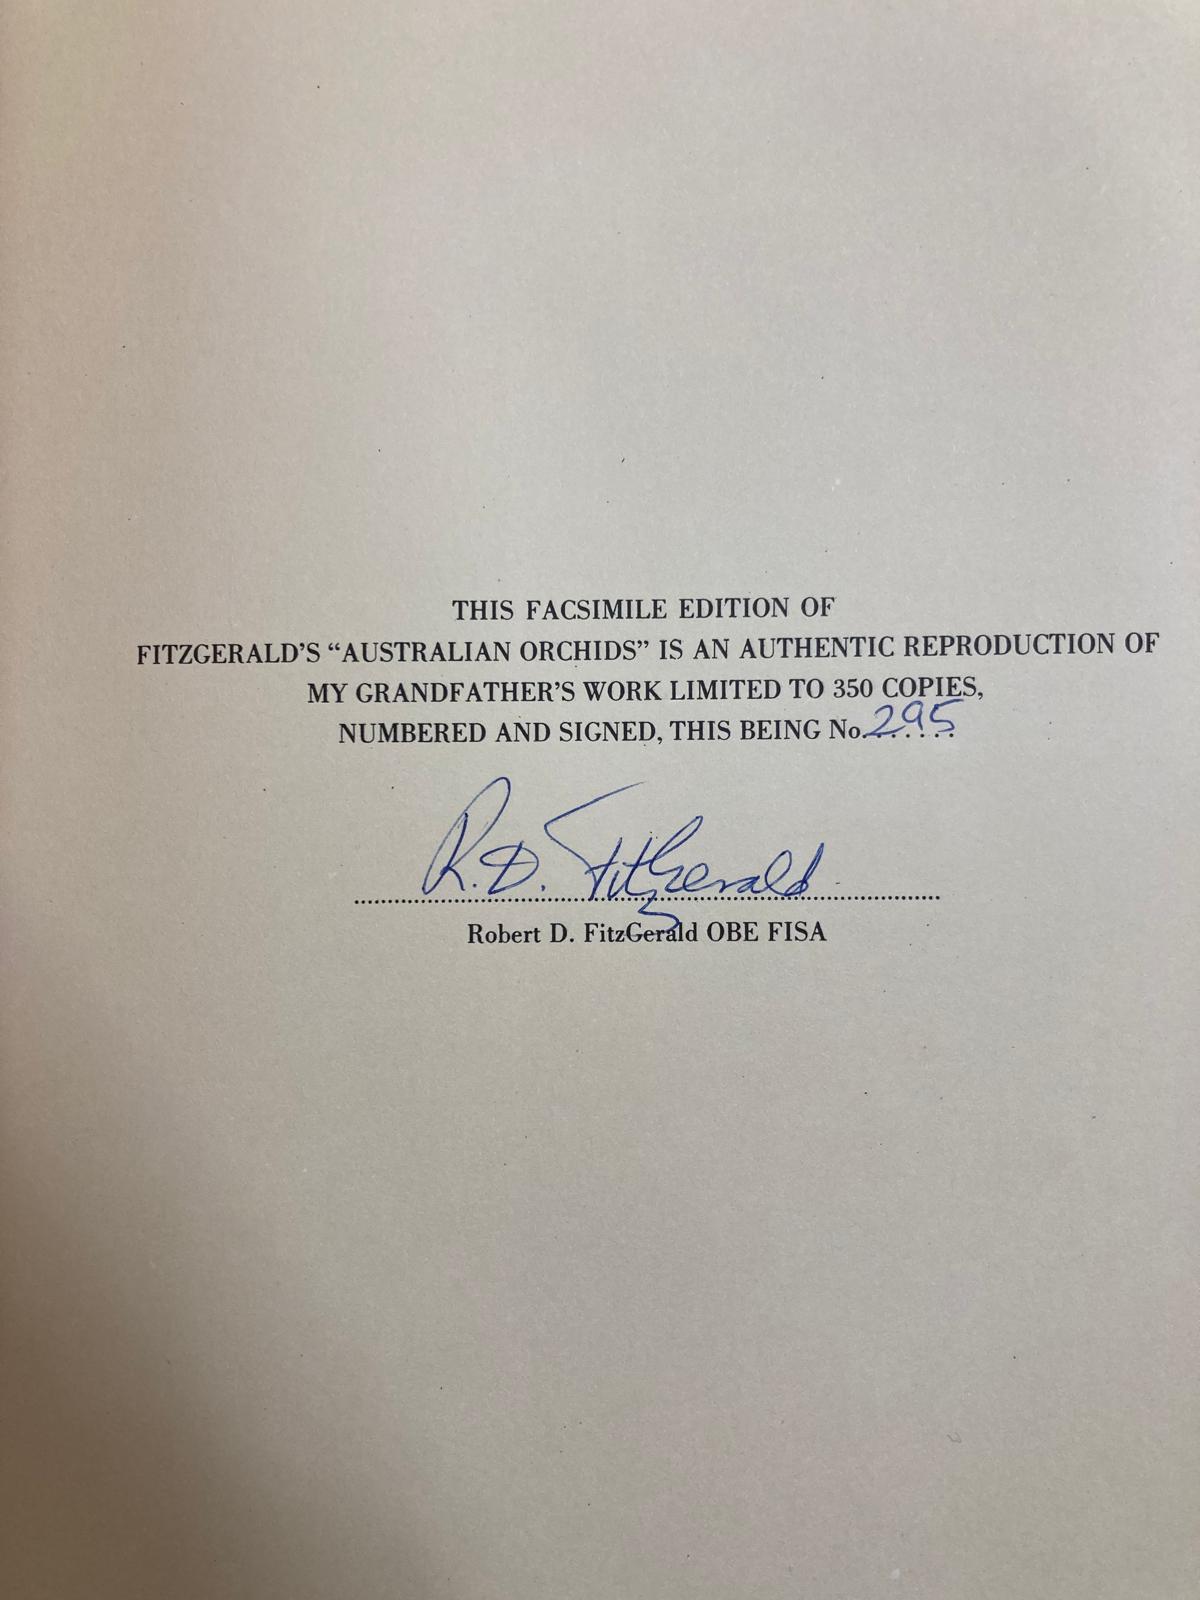 THIS FACSIMILE EDITION OF
FITZGERALD'S “AUSTRALIAN ORCHIDS” IS AN AUTHENTIC REPRODUCTION OF
MY GRANDFATHER'S WORK LIMITED TO 350 COPIES,
NUMBERED AND SIGNED, THIS BEING No. 295
R. D. FitzGerald
Robert D. FitzGerald OBE FISA